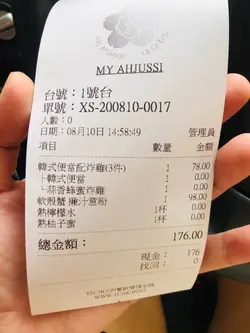 MY AHJUSSI
台號：1號台
單號：XS-200810-0017
人數：0
日期：08月10日 14:58:49 管理員
項目 數量 金額
韓式便當配炸雞(3件) 1 78.00
└韓式便當 1 0.00
└蒜香蜂蜜炸雞 1 0.00
軟殼蟹 汁意粉 1 98.00
熱檸檬水 1杯 0.00
熱柚子蜜 1杯 0.00
總金額： 176.00
現金： 176
找回： 0